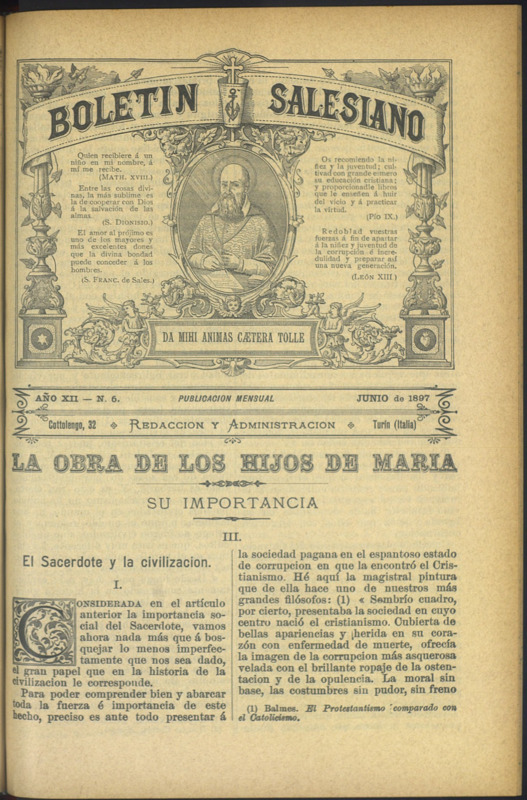 BOLETIN SALESIANO
Quien recibiere á un
niño en mi nombre, á
mí me recibe.
(MATH. XVIII.)
Entre las cosas divi-
nas, la más sublime es
la de cooperar con Dios
á la salvación de las
almas.
(S. DIONISIO.)
El amor al prójimo es
uno de los mayores y
más excelentes dones
que la divina bondad
puede conceder á los
hombres.
(S. FRANC. de Sales.)
Os recomiendo la ni-
ñez y la juventud; cul-
tivad con grande esmero
su educación cristiana;
y proporcionadle libros
que le enseñen á huir
del vicio y á practicar
la virtud.
(Pío IX.)
Redoblad vuestras
fuerzas á fin de apartar
á la niñez y juventud de
la corrupción é incre-
dulidad y preparar así
una nueva generación.
(LEÓN XIII.)
DA MIHI ANIMAS CÆTERA TOLLE
AÑO XII — N. 6. PUBLICACION MENSUAL JUNIO de 1897
Cottolengo, 32 REDACCION Y ADMINISTRACION Turín (Italia)
LA OBRA DE LOS HIJOS DE MARIA
SU IMPORTANCIA
III.
El Sacerdote y la civilizacion.
I.
CONSIDERADA en el artículo
anterior la importancia so-
cial del Sacerdote, vamos
ahora nada más que á bos-
quejar lo menos imperfec-
tamente que nos sea dado,
el gran papel que en la historia de la
civilizacion le corresponde.
Para poder comprender bien y abarcar
toda la fuerza é importancia de este
hecho, preciso es ante todo presentar á
la sociedad pagana en el espantoso estado
de corrupcion en que la encontró el Cris-
tianismo. Hé aquí la magistral pintura
que de ella hace uno de nuestros más
grandes filósofos: (1) « Sombrío cuadro,
por cierto, presentaba la sociedad en cuyo
centro nació el cristianismo. Cubierta de
bellas apariencias y herida en su cora-
zón con enfermedad de muerte, ofrecía
la imagen de la corrupcion más asquerosa
velada con el brillante ropaje de la osten-
tacion y de la opulencia. La moral sin
base, las costumbres sin pudor, sin freno
(1) Balmes. El Protestantismo comparado con
el Catolicismo.